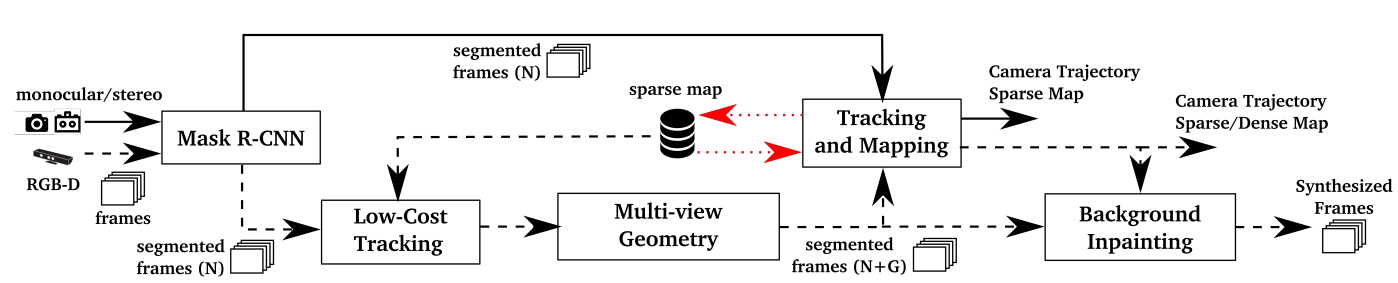 segmented
frames (N)
monocular/stereo
Mask R-CNN
RGB-D
frames
segmented
frames (N)
Low-Cost
Tracking
sparse map
Multi-view
Geometry
Tracking
and Mapping
segmented
frames (N+G)
Camera Trajectory
Sparse Map
Camera Trajectory
Sparse/Dense Map
Background
Inpainting
Synthesized
Frames